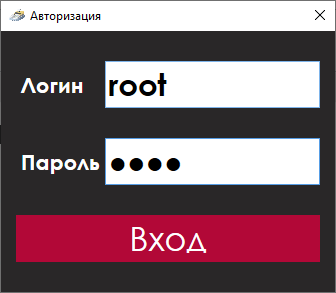 Авторизация
Логин root
Пароль ●●●●
Вход